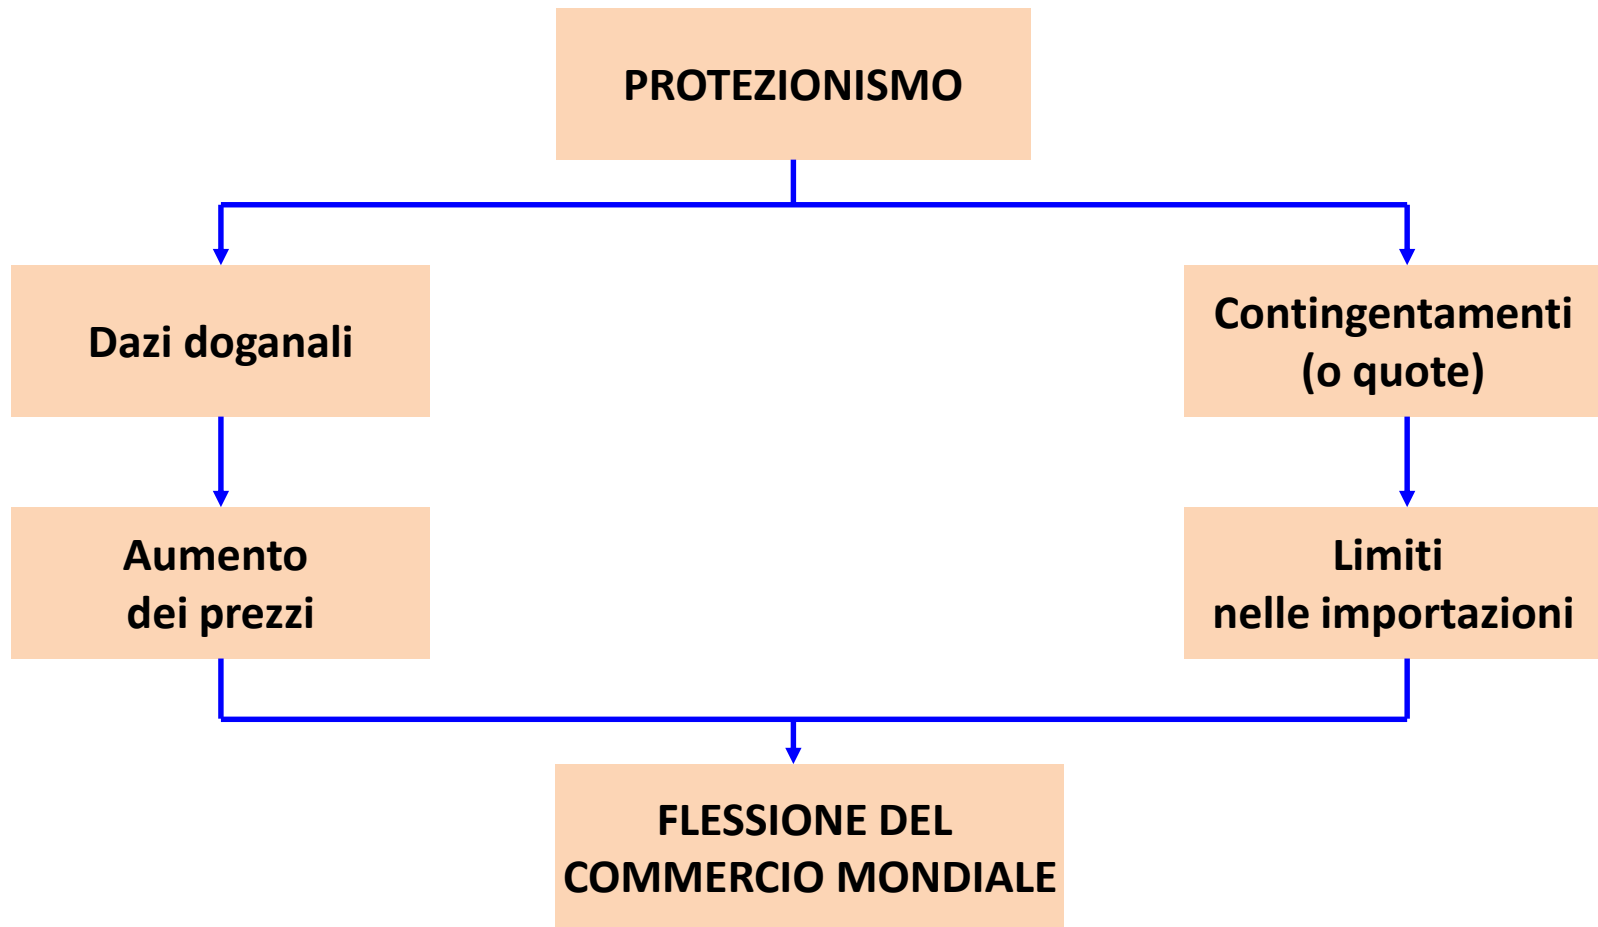 PROTEZIONISMO
Dazi doganali
Contingentamenti
(o quote)
Aumento
dei prezzi
Limiti
nelle importazioni
FLESSIONE DEL
COMMERCIO MONDIALE